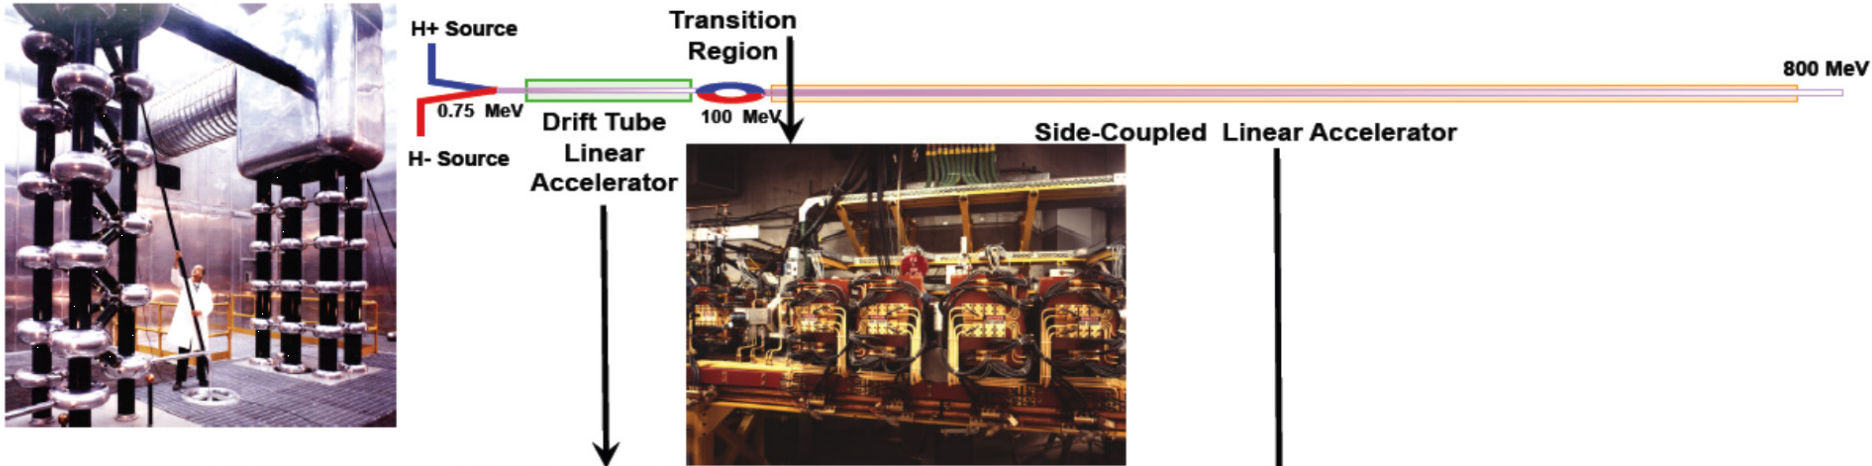 H+ Source
0.75 MeV
H- Source
Drift Tube
Linear
Accelerator
Transition
Region
100 MeV
Side-Coupled Linear Accelerator
800 MeV